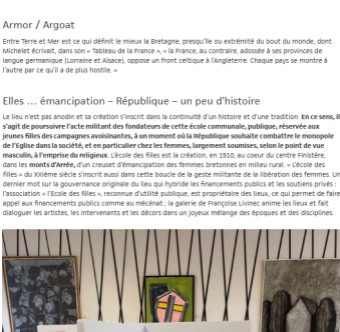 Armor / Argoat
Entre Terre et Mer est ce qui définit le mieux la Bretagne, presqu'île ou extrémité du bout du monde, dont
Michelet écrivait, dans son « Tableau de la France », « la France, au contraire, adossée à ses provinces de
langue germanique (Lorraine et Alsace), oppose un front celtique à l'Angleterre. Chaque pays se montre à
l'autre par ce qu'il a de plus hostile. »
Elles … émancipation – République – un peu d'histoire
Le lieu n'est pas anodin et sa création s'inscrit dans la continuité d'un histoire et d'une tradition. En ce sens, il
s'agit de poursuivre l'acte militant des fondateurs de cette école communale, publique, réservée aux
jeunes filles des campagnes avoisinantes, à un moment où la République souhaite combattre le monopole
de l'Eglise dans la société, et en particulier chez les femmes, largement soumises, selon le point de vue
masculin, à l'emprise du religieux. L'école des filles est la création, en 1910, au coeur du centre Finistère,
dans les monts d'Arrée, d'un creuset d'émancipation des femmes bretonnes en milieu rural. « L'école des
filles » du XXIème siècle s'inscrit aussi dans cette boucle de la geste militante de la libération des femmes. Un
dernier mot sur la gouvernance originale du lieu qui hybride les financements publics et les soutiens privés :
l'association « l'Ecole des filles », reconnue d'utilité publique, est propriétaire des lieux, ce qui permet de faire
appel aux financements publics comme au mécénat ; la galerie de Françoise Livinec anime les lieux et fait
dialoguer les artistes, les intervenants et les décors dans un joyeux mélange des époques et des disciplines.